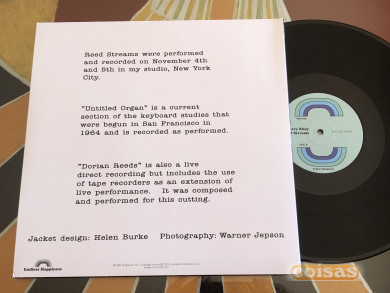 Reed Streams were performed
and recorded on November 4th
and 5th in my studio, New York
City.
"Untitled Organ" is a current
section of the keyboard studies that
were begun in San Francisco in
1964 and is recorded as performed.
"Dorian Reeds" is also a live
direct recording but includes the use
of tape recorders as an extension of
live performance. It was composed
and performed for this cutting.
Jacket design: Helen Burke Photography: Warner Jepson
Endless Happiness
coisas